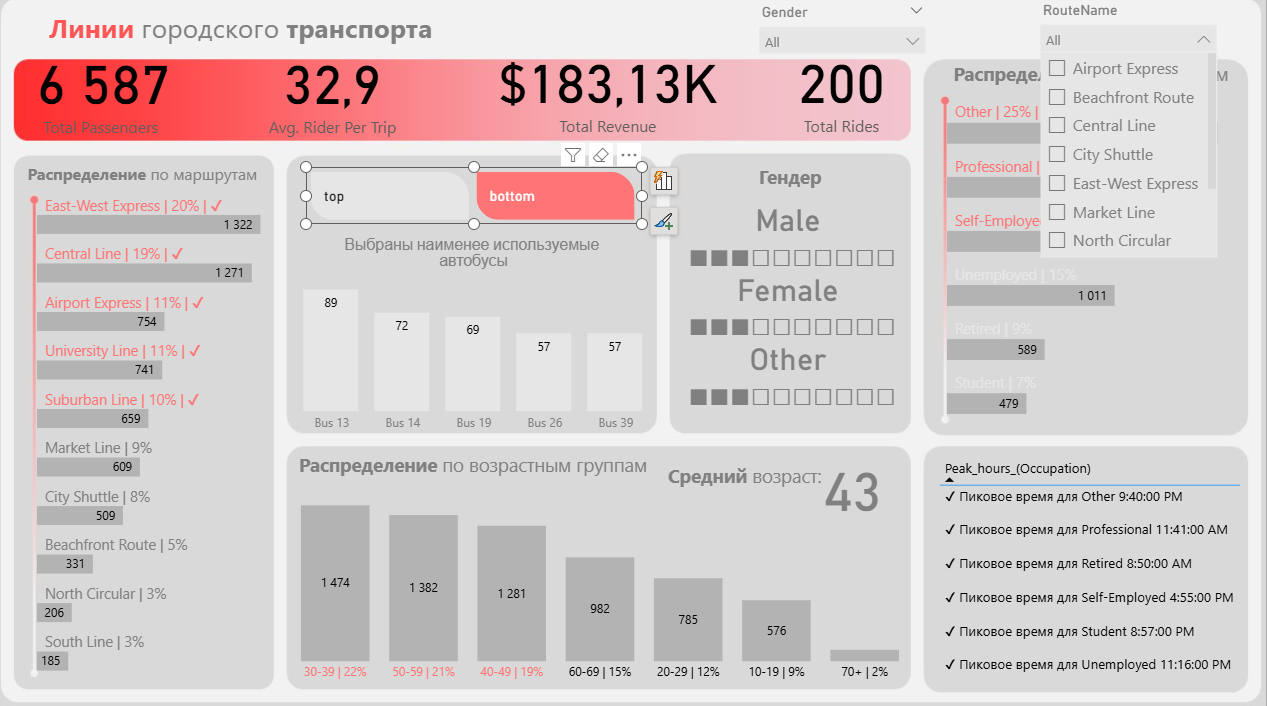 Линии городского транспорта
Gender
All
RouteName
All
Airport Express
Beachfront Route
Central Line
City Shuttle
East-West Express
Market Line
North Circular
6 587
Total Passengers
32,9
Avg. Rider Per Trip
$183,13K
Total Revenue
200
Total Rides
Распределение по маршрутам
East-West Express | 20% | ✓
1 322
Central Line | 19% | ✓
1 271
Airport Express | 11% | ✓
754
University Line | 11% | ✓
741
Suburban Line | 10% | ✓
659
Market Line | 9%
609
City Shuttle | 8%
509
Beachfront Route | 5%
331
North Circular | 3%
206
South Line | 3%
185
top
bottom
Выбраны наименее используемые
автобусы
89
72
69
57
57
Bus 13
Bus 14
Bus 19
Bus 26
Bus 39
Гендер
Male
Female
Other
Other | 25% |
Professional |
Unemployed | 15%
1 011
Retired | 9%
589
Student | 7%
479
Распределение по возрастным группам
Средний возраст:
43
1 474
1 382
1 281
982
785
576
30-39 | 22%
50-59 | 21%
40-49 | 19%
60-69 | 15%
20-29 | 12%
10-19 | 9%
70+ | 2%
Peak_hours_(Occupation)
✓ Пиковое время для Other 9:40:00 PM
✓ Пиковое время для Professional 11:41:00 AM
✓ Пиковое время для Retired 8:50:00 AM
✓ Пиковое время для Self-Employed 4:55:00 PM
✓ Пиковое время для Student 8:57:00 PM
✓ Пиковое время для Unemployed 11:16:00 PM